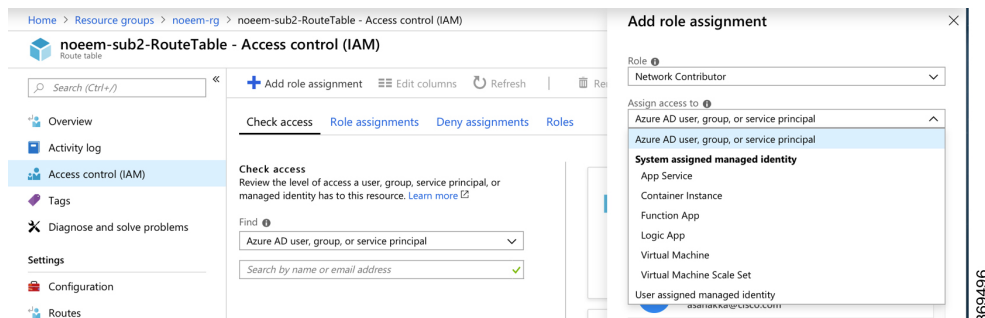 Home > Resource groups > noeem-rg > noeem-sub2-RouteTable - Access control (IAM)
noeem-sub2-RouteTable - Access control (IAM)
Route table
Search (Ctrl+/)
«
Overview
Activity log
Access control (IAM)
Tags
Diagnose and solve problems
Settings
Configuration
Routes
Add role assignment
Edit columns
Refresh
Check access
Role assignments
Deny assignments
Roles
Check access
Review the level of access a user, group, service principal, or
managed identity has to this resource. Learn more
Find
Azure AD user, group, or service principal
Search by name or email address
Add role assignment
Role
Network Contributor
Assign access to
Azure AD user, group, or service principal
Azure AD user, group, or service principal
System assigned managed identity
App Service
Container Instance
Function App
Logic App
Virtual Machine
Virtual Machine Scale Set
User assigned managed identity
369496